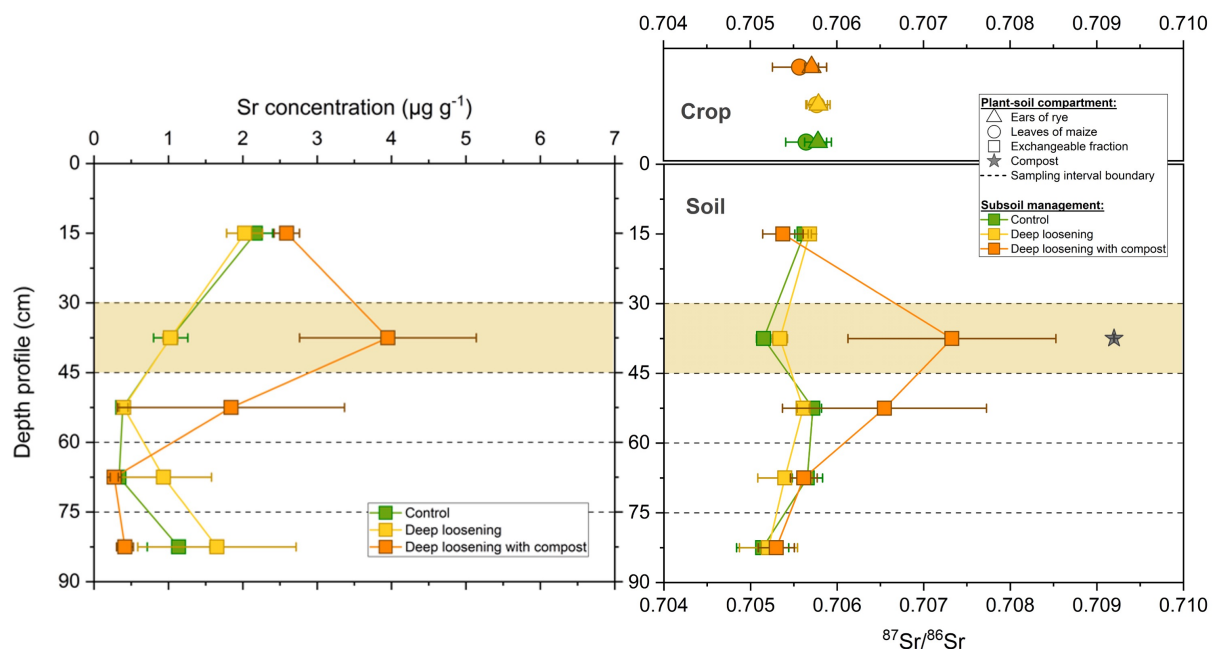 Sr concentration (µg g⁻¹)
0 1 2 3 4 5 6 7
0
15
30
45
60
75
90
Depth profile (cm)
Control
Deep loosening
Deep loosening with compost
0.704 0.705 0.706 0.707 0.708 0.709 0.710
Crop
Plant-soil compartment:
Ears of rye
Leaves of maize
Exchangeable fraction
Compost
Sampling interval boundary
Subsoil management:
Control
Deep loosening
Deep loosening with compost
Soil
0
15
30
45
60
75
90
0.704 0.705 0.706 0.707 0.708 0.709 0.710
⁸⁷Sr/⁸⁶Sr